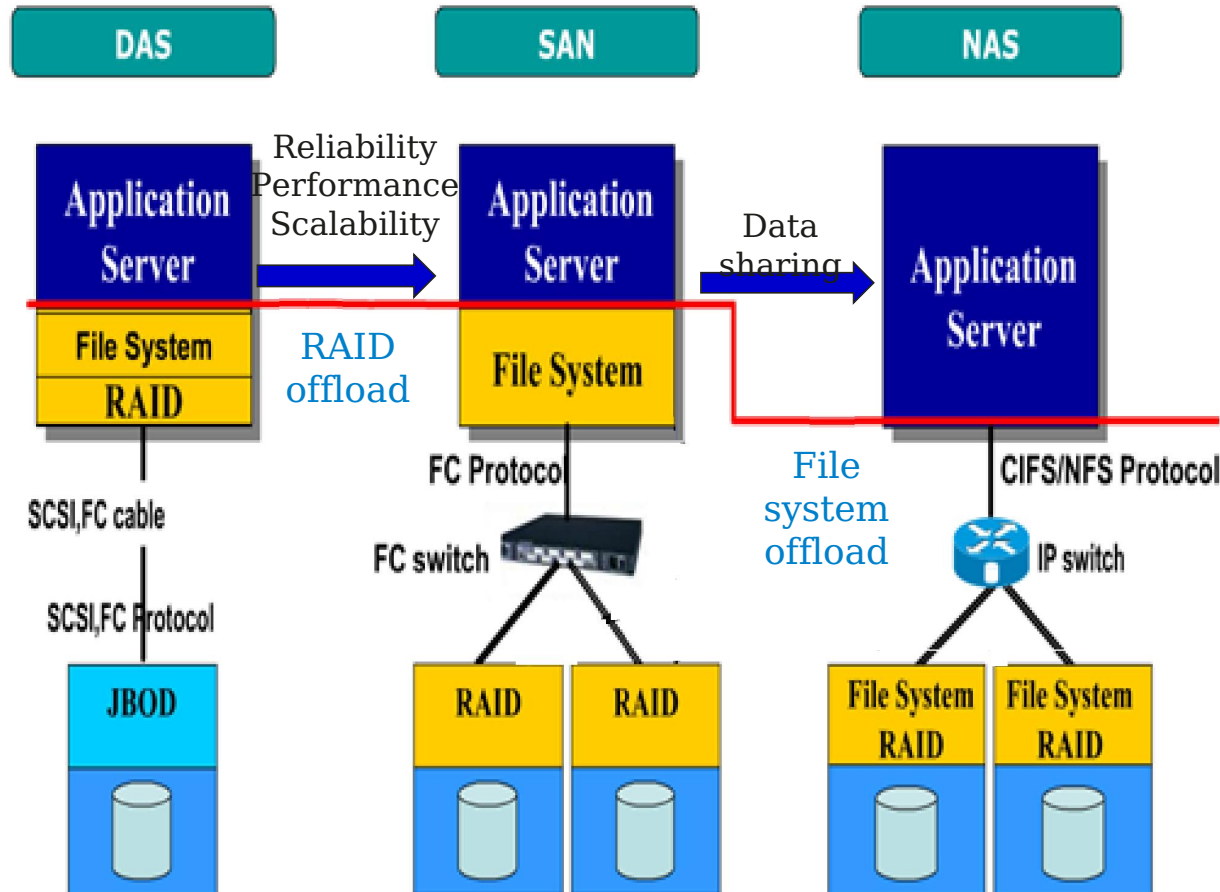 DAS
SAN
NAS
Application
Server
File System
RAID
SCSI,FC cable
SCSI,FC Protocol
JBOD
Reliability
Performance
Scalability
RAID
offload
Application
Server
File System
FC Protocol
FC switch
RAID
RAID
Data
sharing
File
system
offload
Application
Server
CIFS/NFS Protocol
IP switch
File System
RAID
File System
RAID